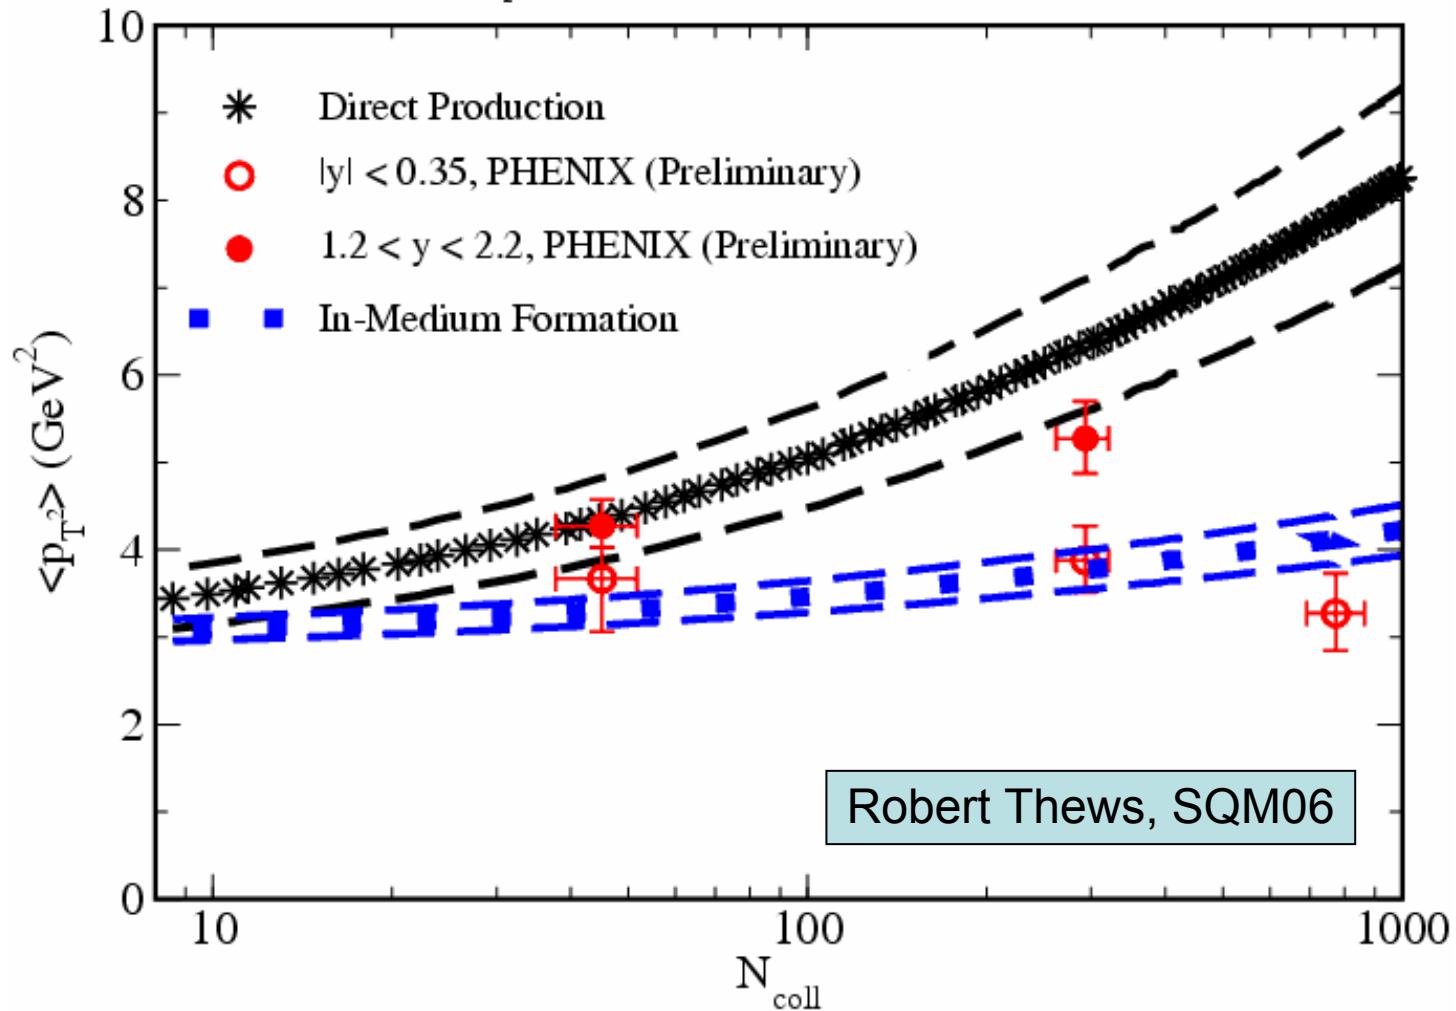 10
Direct Production
|y| < 0.35, PHENIX (Preliminary)
8
1.2 < y < 2.2, PHENIX (Preliminary)
In-Medium Formation
6
<p_T^2> (GeV^2)
4
2
Robert Thews, SQM06
0
10
100
1000
N_coll